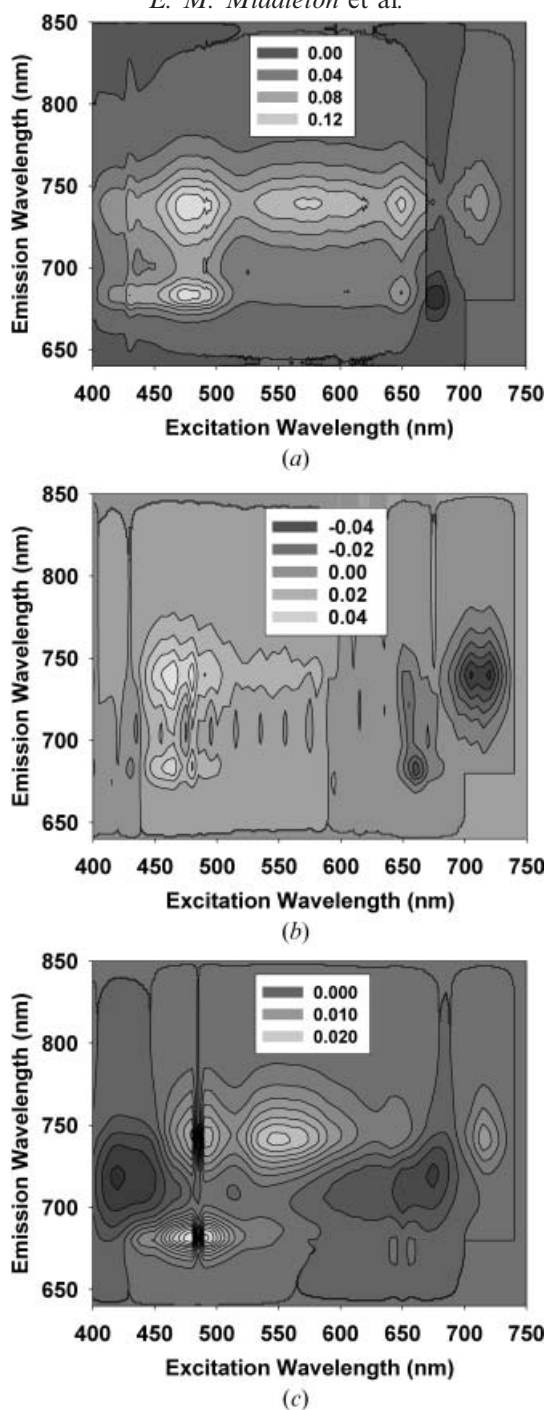 E. M. Middleton et al.
850
800
750
700
650
Emission Wavelength (nm)
0.00
0.04
0.08
0.12
400 450 500 550 600 650 700 750
Excitation Wavelength (nm)
(a)
850
800
750
700
650
Emission Wavelength (nm)
-0.04
-0.02
0.00
0.02
0.04
400 450 500 550 600 650 700 750
Excitation Wavelength (nm)
(b)
850
800
750
700
650
Emission Wavelength (nm)
0.000
0.010
0.020
400 450 500 550 600 650 700 750
Excitation Wavelength (nm)
(c)